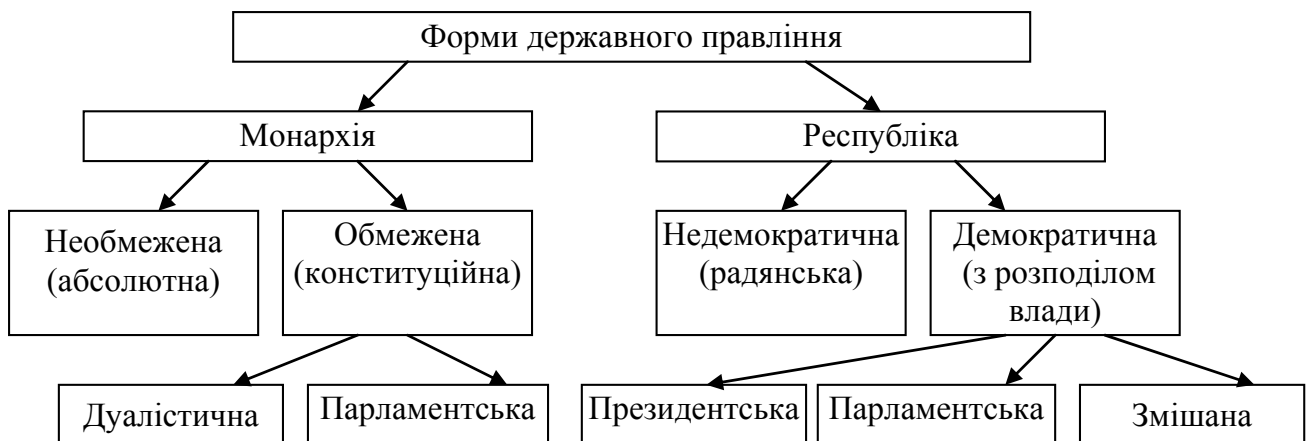 Форми державного правління
Монархія
Республіка
Необмежена
(абсолютна)
Обмежена
(конституційна)
Недемократична
(радянська)
Демократична
(з розподілом
влади)
Дуалістична
Парламентська
Президентська
Парламентська
Змішана